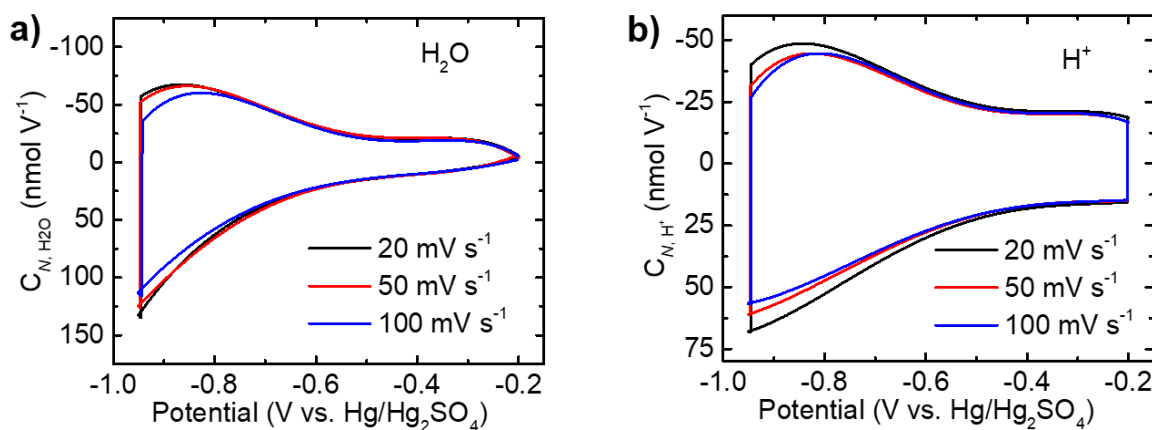 a)
H₂O
C_N, H2O (nmol V⁻¹)
-100
-50
0
50
100
150
20 mV s⁻¹
50 mV s⁻¹
100 mV s⁻¹
-1.0 -0.8 -0.6 -0.4 -0.2
Potential (V vs. Hg/Hg₂SO₄)
b)
H⁺
C_N, H⁺ (nmol V⁻¹)
-50
-25
0
25
50
75
20 mV s⁻¹
50 mV s⁻¹
100 mV s⁻¹
-1.0 -0.8 -0.6 -0.4 -0.2
Potential (V vs. Hg/Hg₂SO₄)